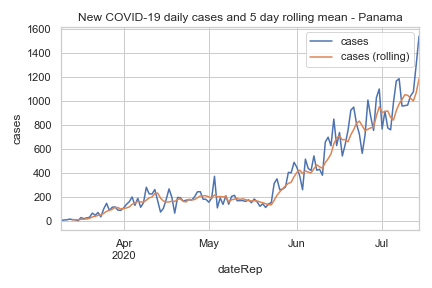 New COVID-19 daily cases and 5 day rolling mean - Panama
cases
cases (rolling)
1600
1400
1200
1000
800
600
400
200
0
cases
Apr
2020
May
Jun
Jul
dateRep